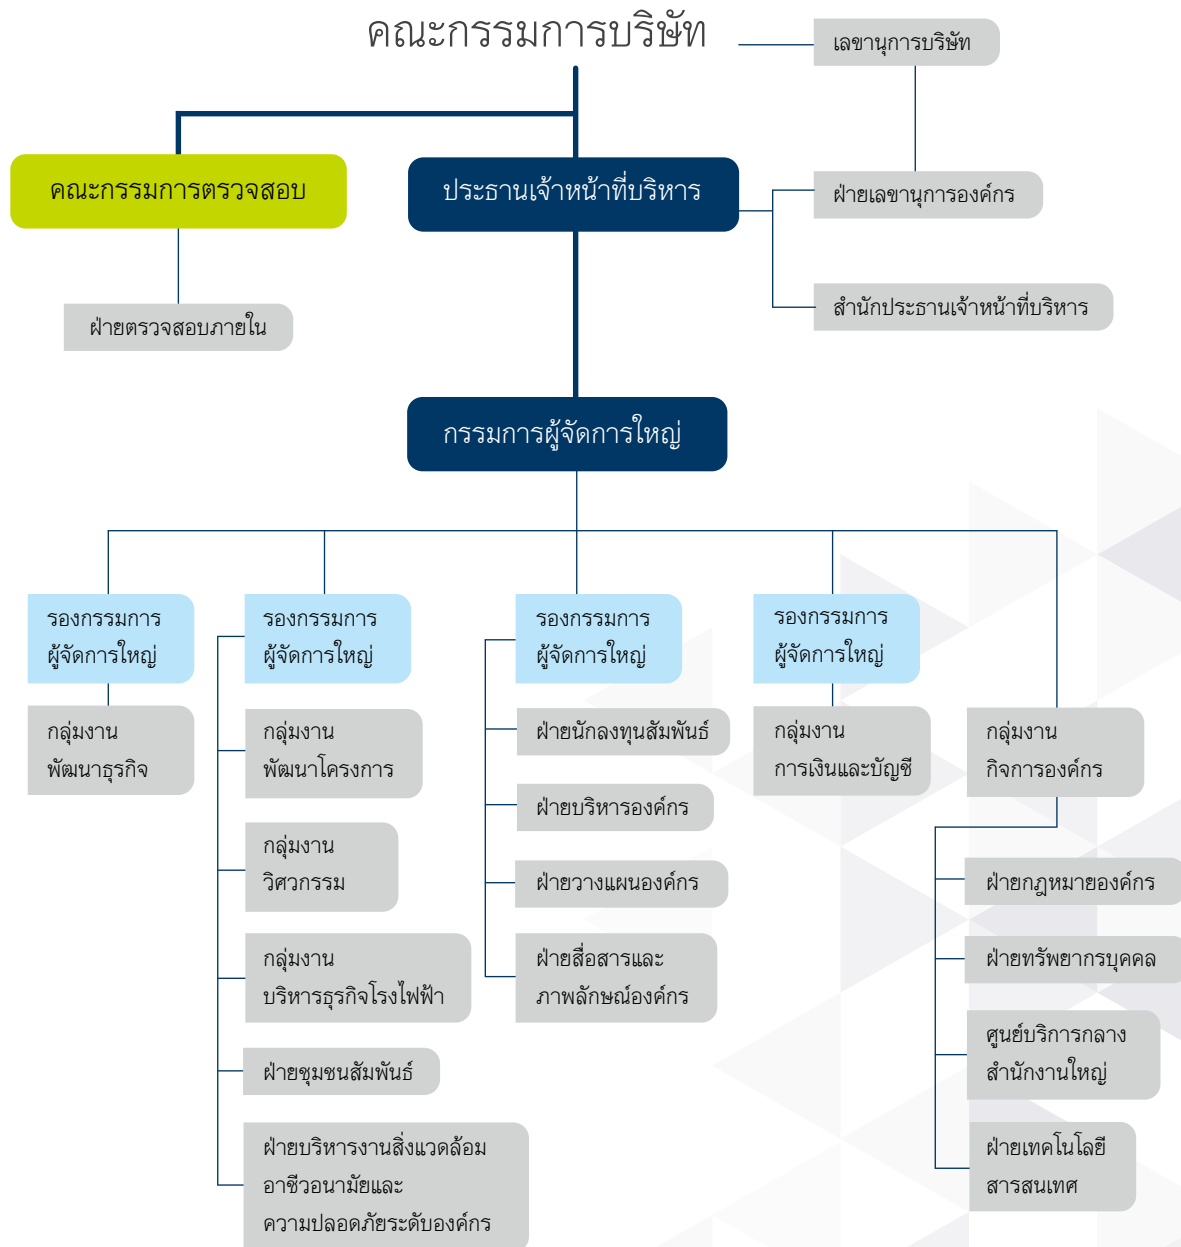 คณะกรรมการบริษัท
เลขานุการบริษัท
คณะกรรมการตรวจสอบ
ประธานเจ้าหน้าที่บริหาร
ฝ่ายเลขานุการองค์กร
สำนักประธานเจ้าหน้าที่บริหาร
ฝ่ายตรวจสอบภายใน
กรรมการผู้จัดการใหญ่
รองกรรมการ
ผู้จัดการใหญ่
กลุ่มงาน
พัฒนาธุรกิจ
รองกรรมการ
ผู้จัดการใหญ่
กลุ่มงาน
พัฒนาโครงการ
กลุ่มงาน
วิศวกรรม
กลุ่มงาน
บริหารธุรกิจโรงไฟฟ้า
ฝ่ายชุมชนสัมพันธ์
ฝ่ายบริหารงานสิ่งแวดล้อม
อาชีวอนามัยและ
ความปลอดภัยระดับองค์กร
รองกรรมการ
ผู้จัดการใหญ่
ฝ่ายนักลงทุนสัมพันธ์
ฝ่ายบริหารองค์กร
ฝ่ายวางแผนองค์กร
ฝ่ายสื่อสารและ
ภาพลักษณ์องค์กร
รองกรรมการ
ผู้จัดการใหญ่
กลุ่มงาน
การเงินและบัญชี
กลุ่มงาน
กิจการองค์กร
ฝ่ายกฎหมายองค์กร
ฝ่ายทรัพยากรบุคคล
ศูนย์บริการกลาง
สำนักงานใหญ่
ฝ่ายเทคโนโลยี
สารสนเทศ